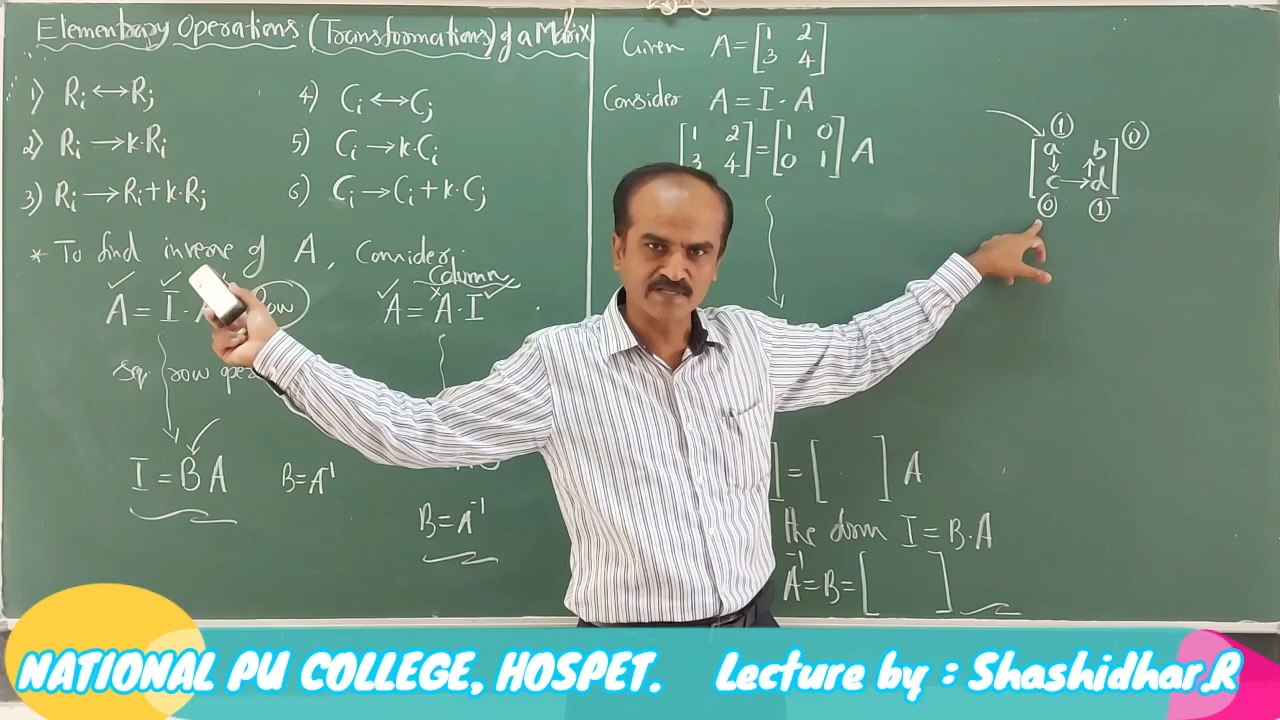 Elementary Operations (Transformations) of a Matrix
1) Ri ↔ Rj
2) Ri → k.Ri
3) Ri → Ri + k.Rj
4) Ci ↔ Cj
5) Ci → k.Ci
6) Ci → Ci + k.Cj
* To find inverse of A, Consider
Column
A = I. Row
A = A.I
Seq row ope
I = B A
B = A⁻¹
B = A⁻¹
Given A = [1 2
3 4]
Consider A = I . A
[1 2 = [1 0
3 4] 0 1] A
1 0
[a b
c d]
0 1
] = [ ] A
the form I = B.A
A⁻¹ = B = [ ]
NATIONAL PU COLLEGE, HOSPET. Lecture by : Shashidhar.R